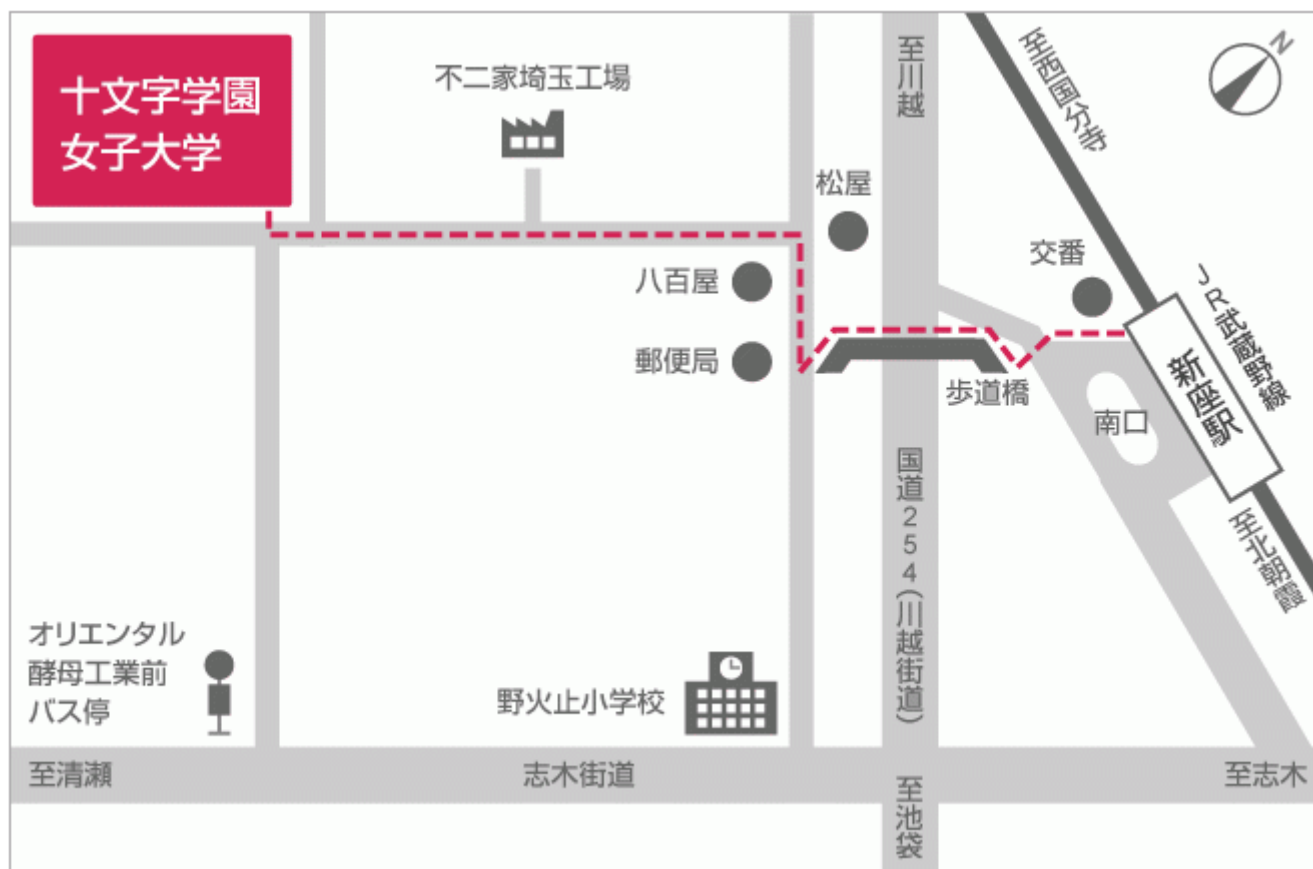 十文字学園
女子大学
不二家埼玉工場
至川越
至西国分寺
N
松屋
交番
八百屋
JR武蔵野線
郵便局
新座駅
歩道橋
南口
国道254(川越街道)
至北朝霞
オリエンタル
酵母工業前
バス停
野火止小学校
至清瀬
志木街道
至志木
至池袋